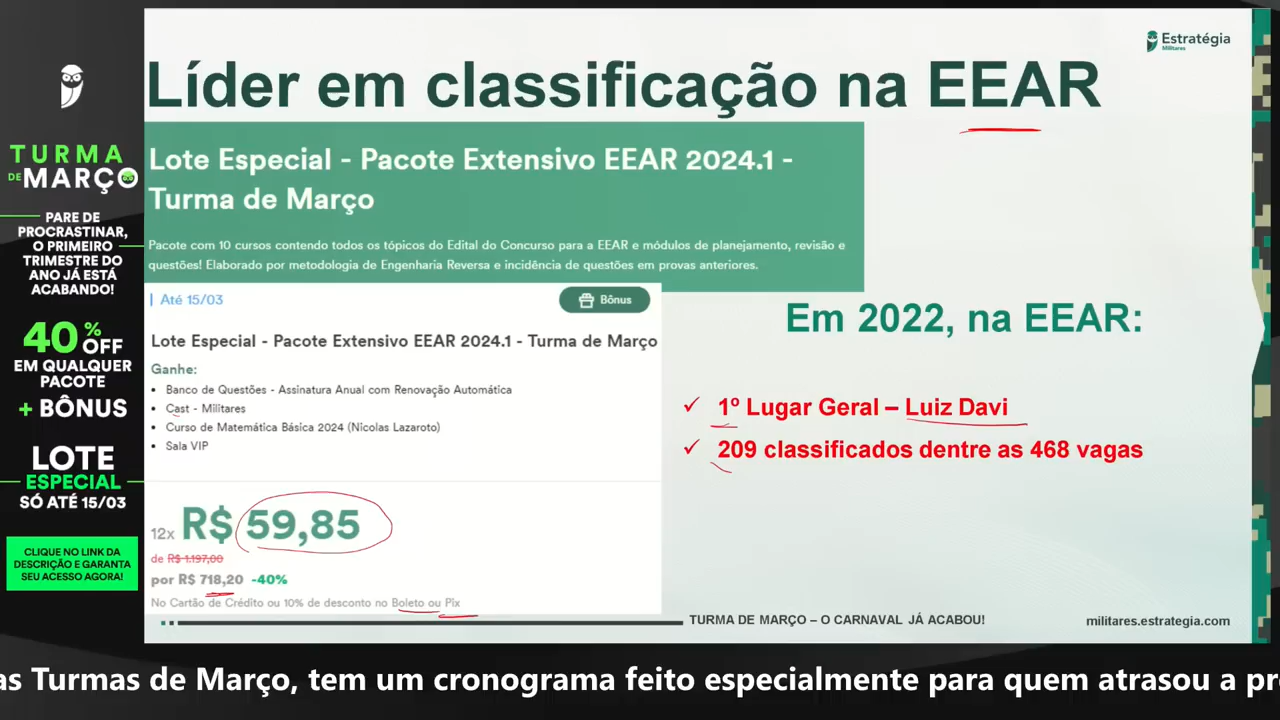 TURMA
DE MARÇO
PARE DE
PROCRASTINAR,
O PRIMEIRO
TRIMESTRE DO
ANO JÁ ESTÁ
ACABANDO!
40% OFF
EM QUALQUER
PACOTE
+ BÔNUS
LOTE
ESPECIAL
SÓ ATÉ 15/03
CLIQUE NO LINK DA
DESCRIÇÃO E GARANTA
SEU ACESSO AGORA!
Estratégia
Militares
Líder em classificação na EEAR
Lote Especial - Pacote Extensivo EEAR 2024.1 -
Turma de Março
Pacote com 10 cursos contendo todos os tópicos do Edital do Concurso para a EEAR e módulos de planejamento, revisão e
questões! Elaborado por metodologia de Engenharia Reversa e incidência de questões em provas anteriores.
Até 15/03
Bônus
Lote Especial - Pacote Extensivo EEAR 2024.1 - Turma de Março
Ganhe:
• Banco de Questões - Assinatura Anual com Renovação Automática
• Cast - Militares
• Curso de Matemática Básica 2024 (Nicolas Lazaroto)
• Sala VIP
12x R$ 59,85
de R$ 1.197,00
por R$ 718,20 -40%
No Cartão de Crédito ou 10% de desconto no Boleto ou Pix
Em 2022, na EEAR:
✓ 1º Lugar Geral – Luiz Davi
✓ 209 classificados dentre as 468 vagas
TURMA DE MARÇO – O CARNAVAL JÁ ACABOU!
militares.estrategia.com
as Turmas de Março, tem um cronograma feito especialmente para quem atrasou a pr